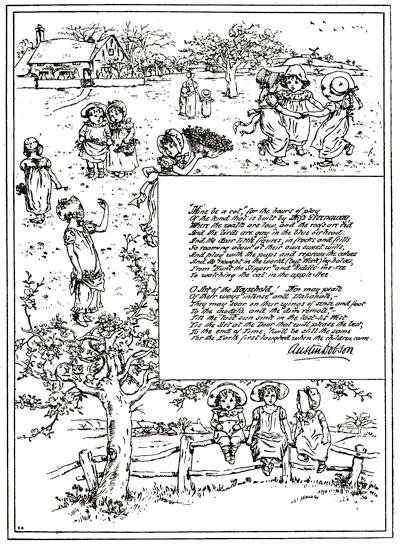 "Mine be a cot," for the hours of play
Of the kind that is built by Miss Greenaway,
Where the walls are low, and the roofs are red
And the birds are gay in the blue o'erhead.
And the dear little figures, in frocks and frills
Go roaming about at their own sweet wills,
And play with the pups and reprove the calves
And do nought in the world (but Work) by halves,
From "Hunt the Slipper" and "Riddle-me-ree
To watching the cat in the apple-tree.
O Art of the Household! Men may prate
Of their ways "intense" and Italianate. —
They may soar on their wings of sense, and float
To the au delà and the dim remote. —
Till the last sun sink in the last-lit West
'Tis the Art at the Door that will please the best;
To the end of Time, 'twill be still the same
For the Earth first laughed when the children came.
Austin Dobson